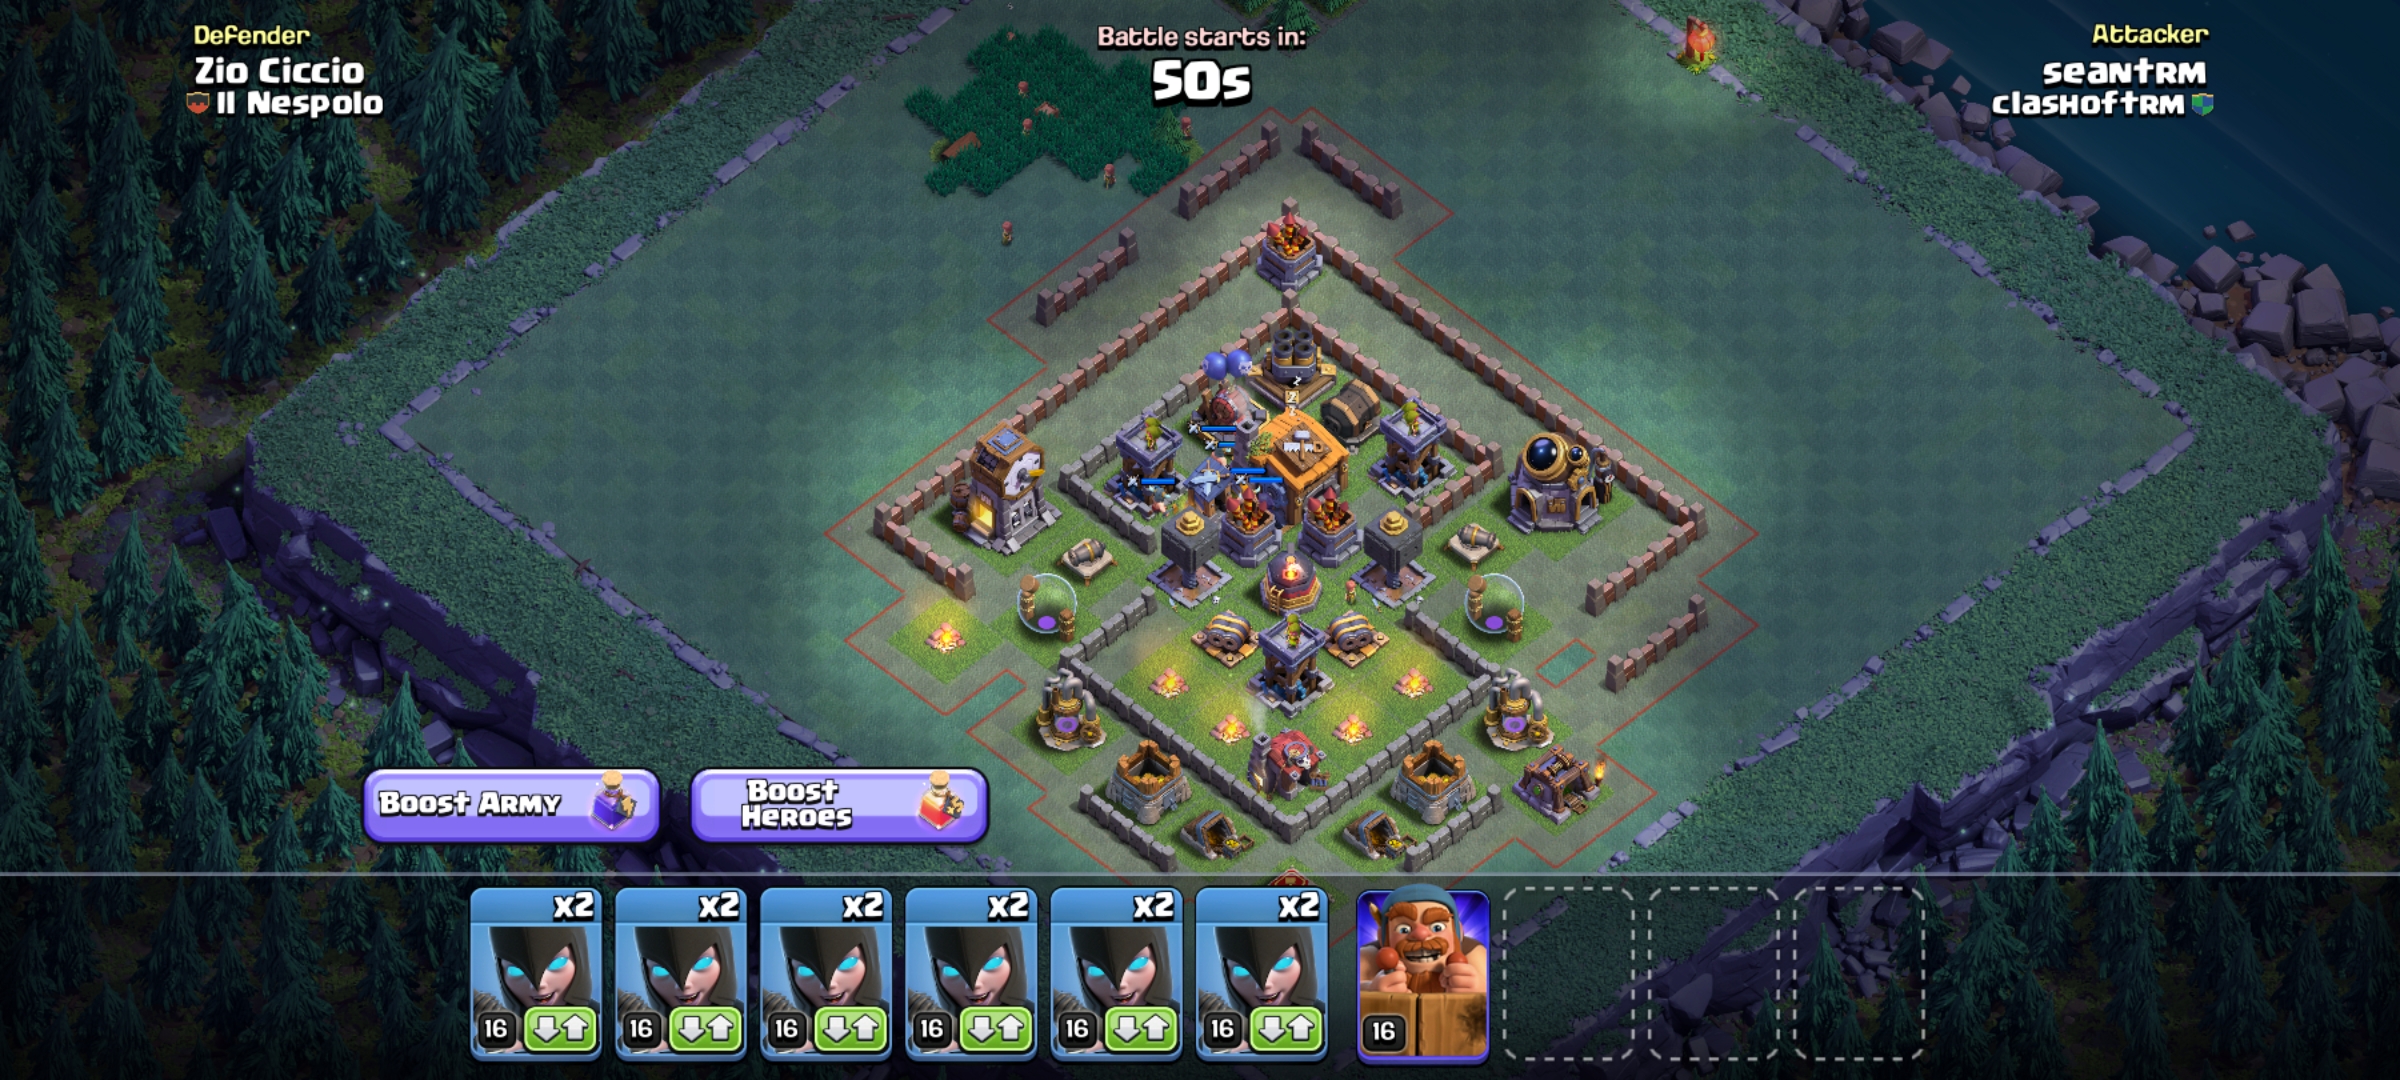 Defender
Zio Ciccio
Il Nespolo
Battle starts in:
50s
Attacker
seantRM
clashoftRM
Boost Army
Boost
Heroes
x2
x2
x2
x2
x2
x2
16
16
16
16
16
16
16